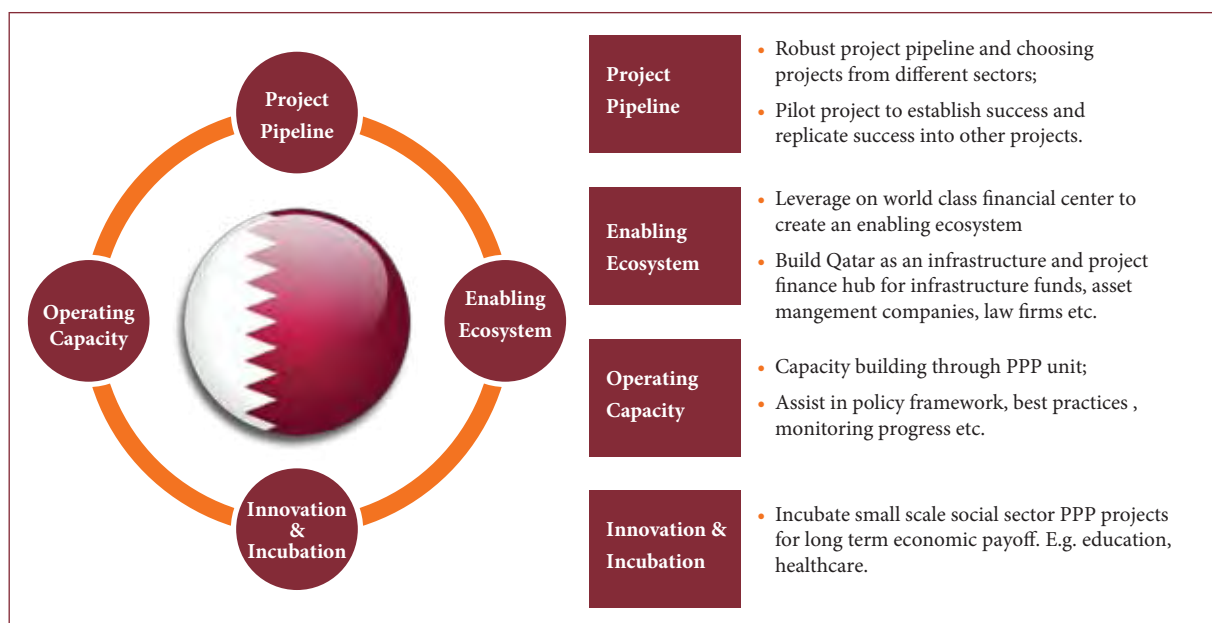 Project
Pipeline
Operating
Capacity
Enabling
Ecosystem
Innovation
&
Incubation
Project
Pipeline
• Robust project pipeline and choosing
projects from different sectors;
• Pilot project to establish success and
replicate success into other projects.
Enabling
Ecosystem
• Leverage on world class financial center to
create an enabling ecosystem
• Build Qatar as an infrastructure and project
finance hub for infrastructure funds, asset
mangement companies, law firms etc.
Operating
Capacity
• Capacity building through PPP unit;
• Assist in policy framework, best practices ,
monitoring progress etc.
Innovation &
Incubation
• Incubate small scale social sector PPP projects
for long term economic payoff. E.g. education,
healthcare.